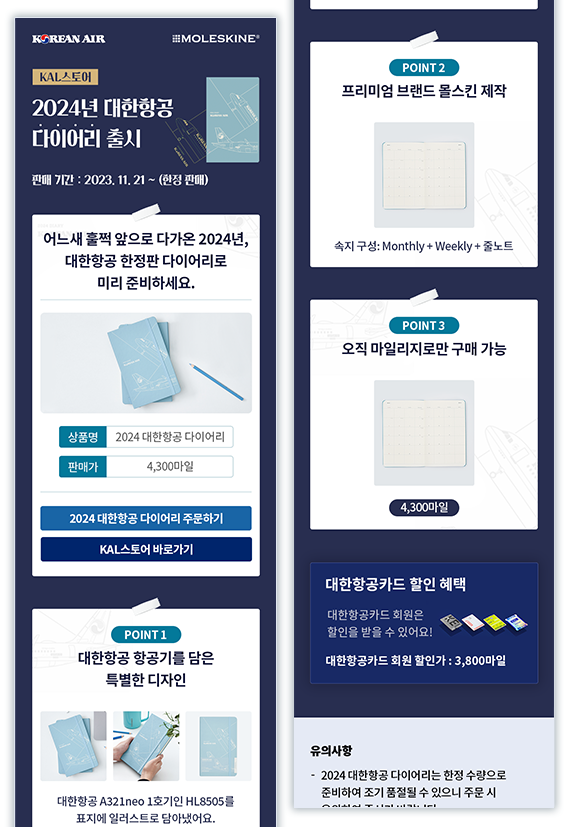 KOREAN AIR
MOLESKINE®
KAL스토어
2024년 대한항공
다이어리 출시
판매 기간 : 2023. 11. 21 ~ (한정 판매)
어느새 훌쩍 앞으로 다가온 2024년,
대한항공 한정판 다이어리로
미리 준비하세요.
상품명 2024 대한항공 다이어리
판매가 4,300마일
2024 대한항공 다이어리 주문하기
KAL스토어 바로가기
POINT 1
대한항공 항공기를 담은
특별한 디자인
대한항공 A321neo 1호기인 HL8505를
표지에 일러스트로 담아냈어요.
POINT 2
프리미엄 브랜드 몰스킨 제작
속지 구성: Monthly + Weekly + 줄노트
POINT 3
오직 마일리지로만 구매 가능
4,300마일
대한항공카드 할인 혜택
대한항공카드 회원은
할인을 받을 수 있어요!
대한항공카드 회원 할인가 : 3,800마일
유의사항
- 2024 대한항공 다이어리는 한정 수량으로
준비하여 조기 품절될 수 있으니 주문 시